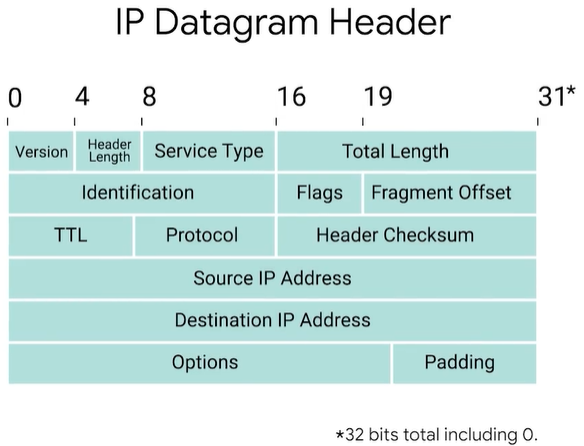 IP Datagram Header
0 4 8 16 19 31*
Version Header Length Service Type Total Length
Identification Flags Fragment Offset
TTL Protocol Header Checksum
Source IP Address
Destination IP Address
Options Padding
*32 bits total including 0.